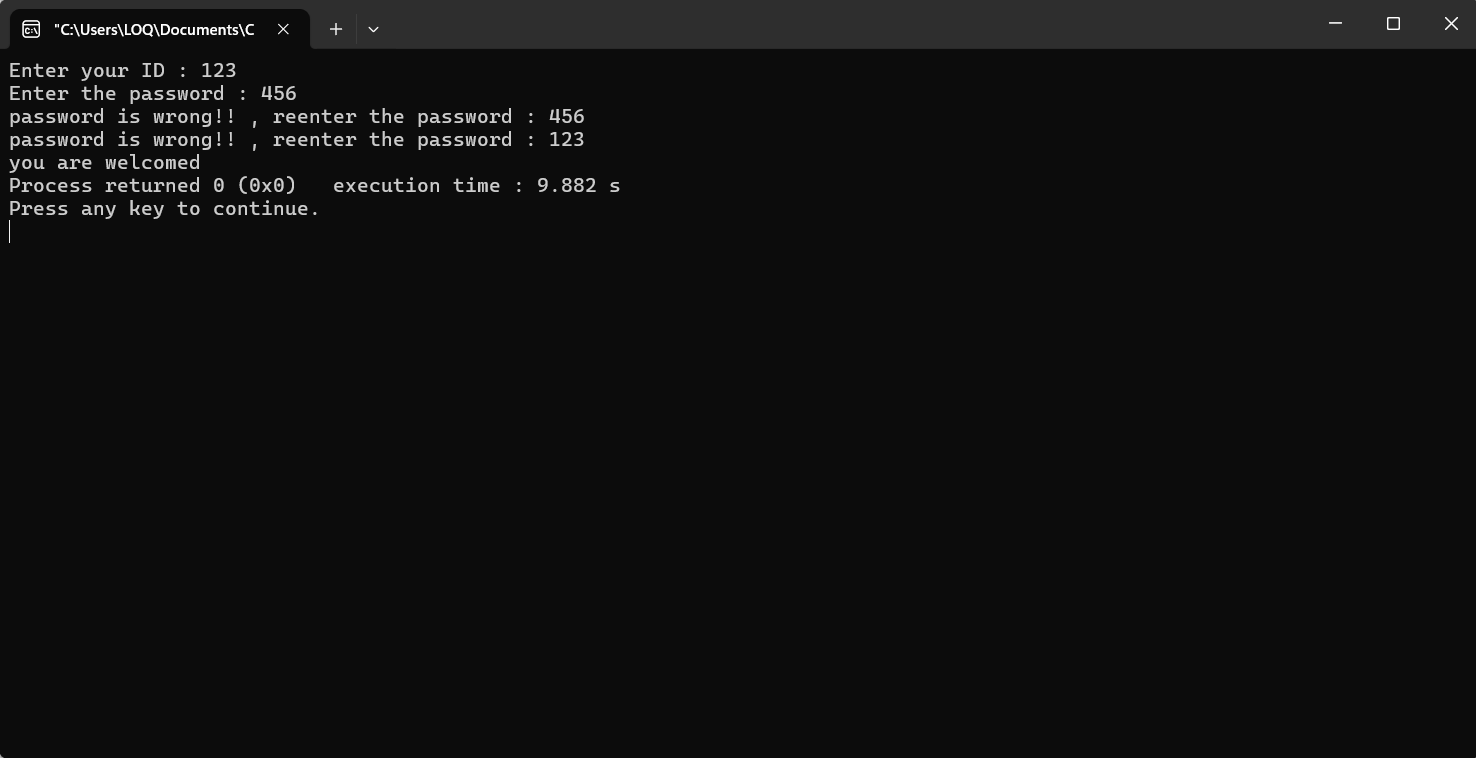 "C:\Users\LOQ\Documents\C
Enter your ID : 123
Enter the password : 456
password is wrong!! , reenter the password : 456
password is wrong!! , reenter the password : 123
you are welcomed
Process returned 0 (0x0)   execution time : 9.882 s
Press any key to continue.